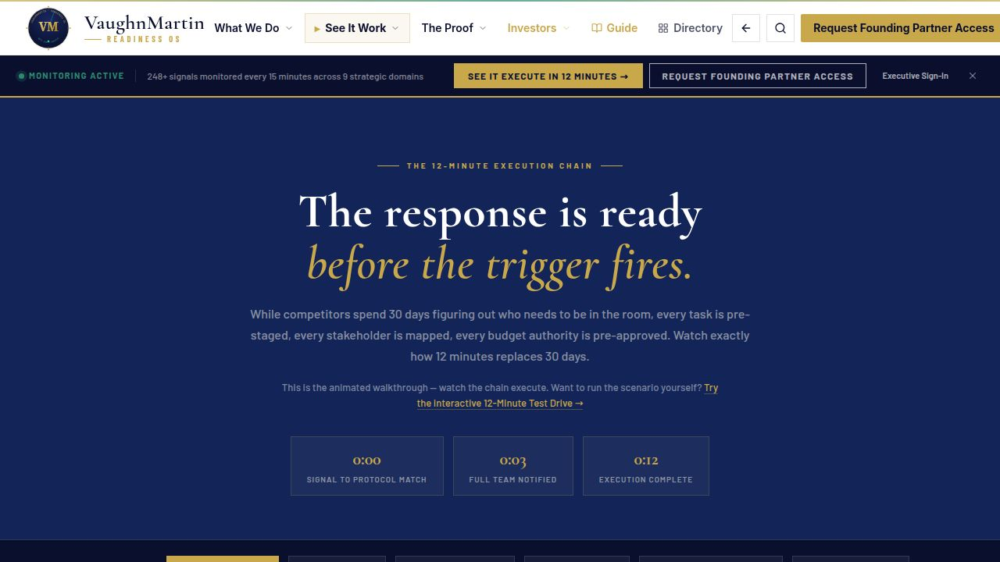 VM
VaughnMartin
READINESS OS
What We Do
▸ See It Work
The Proof
Investors
Guide
Directory
Request Founding Partner Access
MONITORING ACTIVE
248+ signals monitored every 15 minutes across 9 strategic domains
SEE IT EXECUTE IN 12 MINUTES →
REQUEST FOUNDING PARTNER ACCESS
Executive Sign-In
THE 12-MINUTE EXECUTION CHAIN
The response is ready
before the trigger fires.
While competitors spend 30 days figuring out who needs to be in the room, every task is pre-
staged, every stakeholder is mapped, every budget authority is pre-approved. Watch exactly
how 12 minutes replaces 30 days.
This is the animated walkthrough — watch the chain execute. Want to run the scenario yourself? Try
the interactive 12-Minute Test Drive →
0:00
SIGNAL TO PROTOCOL MATCH
0:03
FULL TEAM NOTIFIED
0:12
EXECUTION COMPLETE